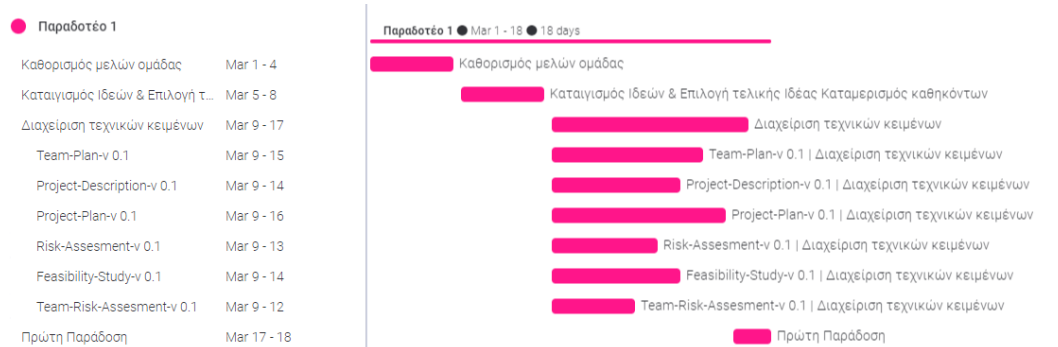 Παραδοτέο 1
Παραδοτέο 1 ● Mar 1 - 18 ● 18 days
Καθορισμός μελών ομάδας Mar 1 - 4 Καθορισμός μελών ομάδας
Καταιγισμός Ιδεών & Επιλογή τ... Mar 5 - 8 Καταιγισμός Ιδεών & Επιλογή τελικής Ιδέας Καταμερισμός καθηκόντων
Διαχείριση τεχνικών κειμένων Mar 9 - 17 Διαχείριση τεχνικών κειμένων
Team-Plan-v 0.1 Mar 9 - 15 Team-Plan-v 0.1 | Διαχείριση τεχνικών κειμένων
Project-Description-v 0.1 Mar 9 - 14 Project-Description-v 0.1 | Διαχείριση τεχνικών κειμένων
Project-Plan-v 0.1 Mar 9 - 16 Project-Plan-v 0.1 | Διαχείριση τεχνικών κειμένων
Risk-Assesment-v 0.1 Mar 9 - 13 Risk-Assesment-v 0.1 | Διαχείριση τεχνικών κειμένων
Feasibility-Study-v 0.1 Mar 9 - 14 Feasibility-Study-v 0.1 | Διαχείριση τεχνικών κειμένων
Team-Risk-Assesment-v 0.1 Mar 9 - 12 Team-Risk-Assesment-v 0.1 | Διαχείριση τεχνικών κειμένων
Πρώτη Παράδοση Mar 17 - 18 Πρώτη Παράδοση